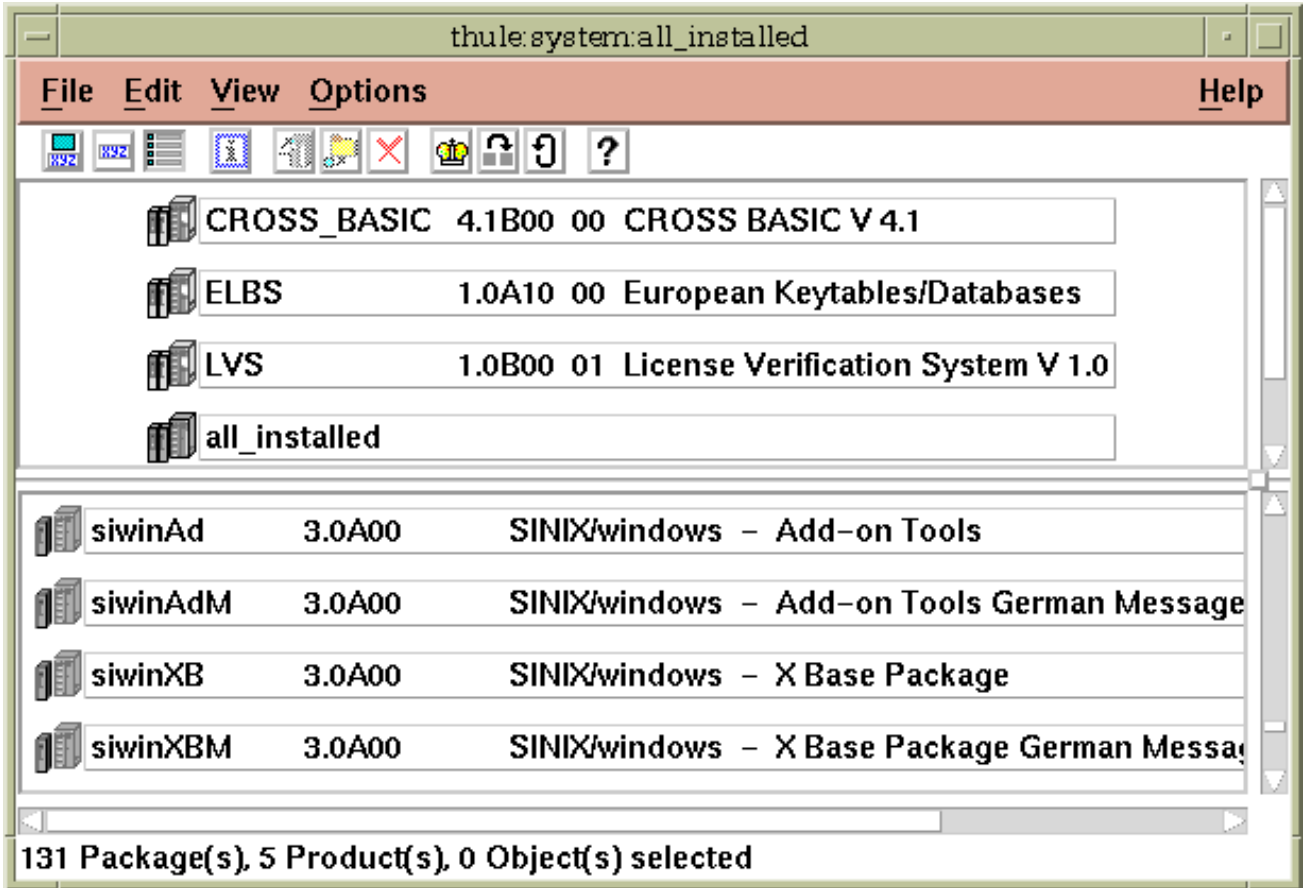 thule:system:all_installed
File Edit View Options Help
XYZ XYZ i ?
CROSS_BASIC 4.1B00 00 CROSS BASIC V 4.1
ELBS 1.0A10 00 European Keytables/Databases
LVS 1.0B00 01 License Verification System V 1.0
all_installed
siwinAd 3.0A00 SINIX/windows – Add–on Tools
siwinAdM 3.0A00 SINIX/windows – Add–on Tools German Message
siwinXB 3.0A00 SINIX/windows – X Base Package
siwinXBM 3.0A00 SINIX/windows – X Base Package German Messag
131 Package(s), 5 Product(s), 0 Object(s) selected